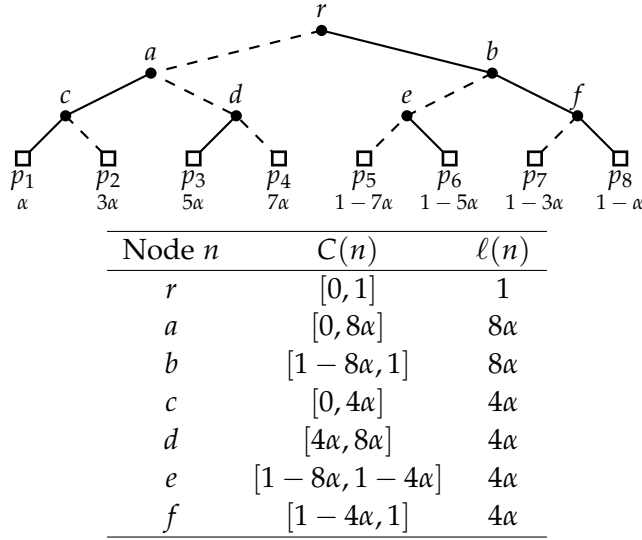 r
a b
c d e f
p₁ p₂ p₃ p₄ p₅ p₆ p₇ p₈
α 3α 5α 7α 1 − 7α 1 − 5α 1 − 3α 1 − α
Node n C(n) ℓ(n)
r [0, 1] 1
a [0, 8α] 8α
b [1 − 8α, 1] 8α
c [0, 4α] 4α
d [4α, 8α] 4α
e [1 − 8α, 1 − 4α] 4α
f [1 − 4α, 1] 4α